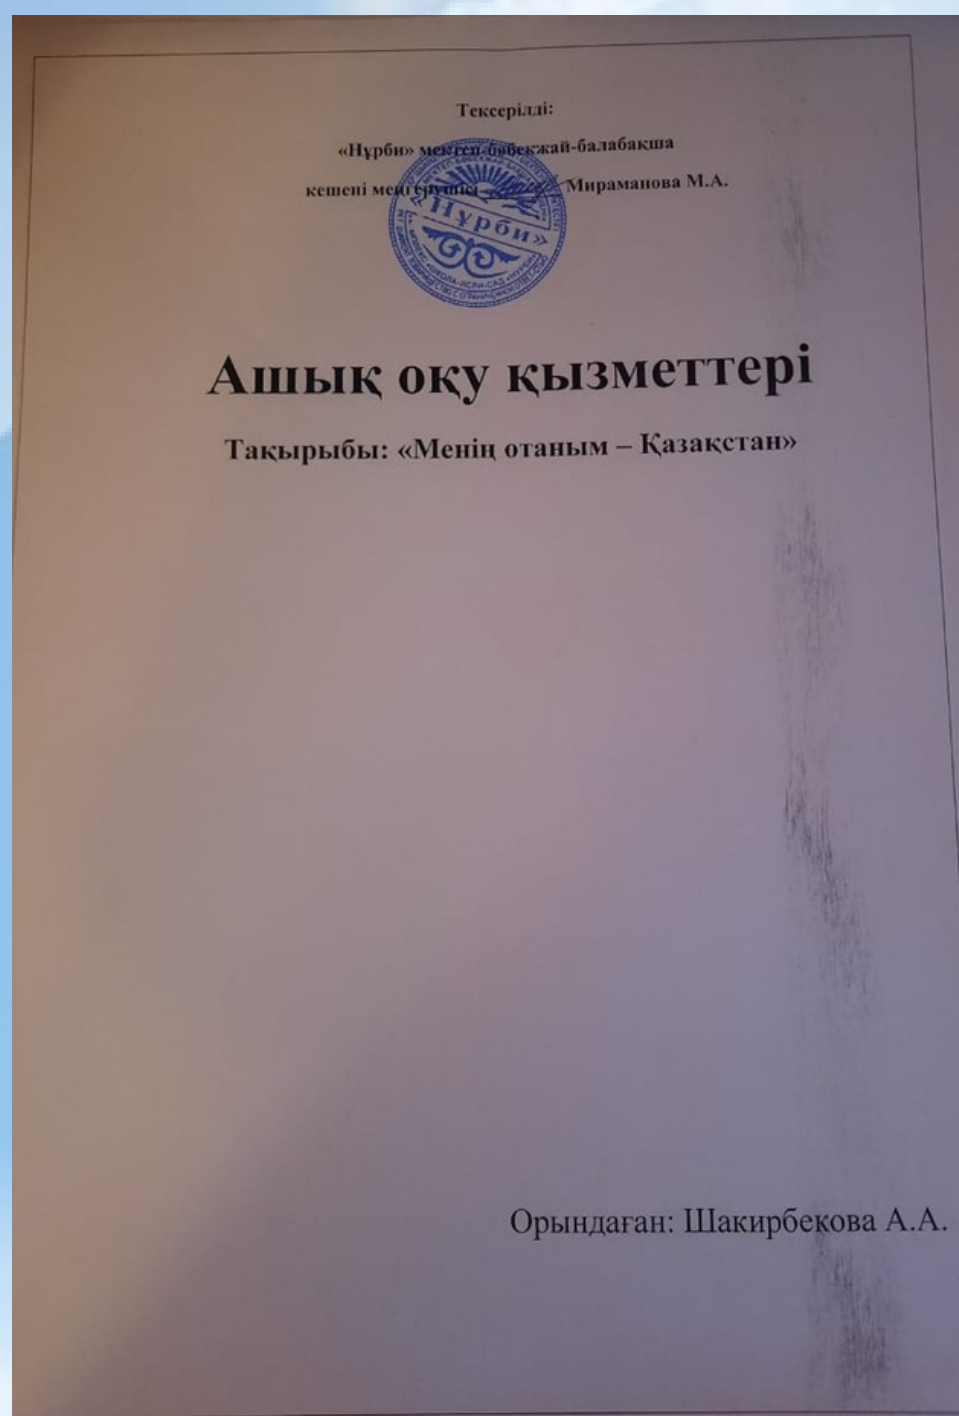 Тексерілді:
«Нұрби» мектеп-бөбекжай-балабақша
кешені меңгерушісі Мираманова М.А.
«Нұрби»
Ашық оқу қызметтері
Тақырыбы: «Менің отаным – Қазақстан»
Орындаған: Шакирбекова А.А.